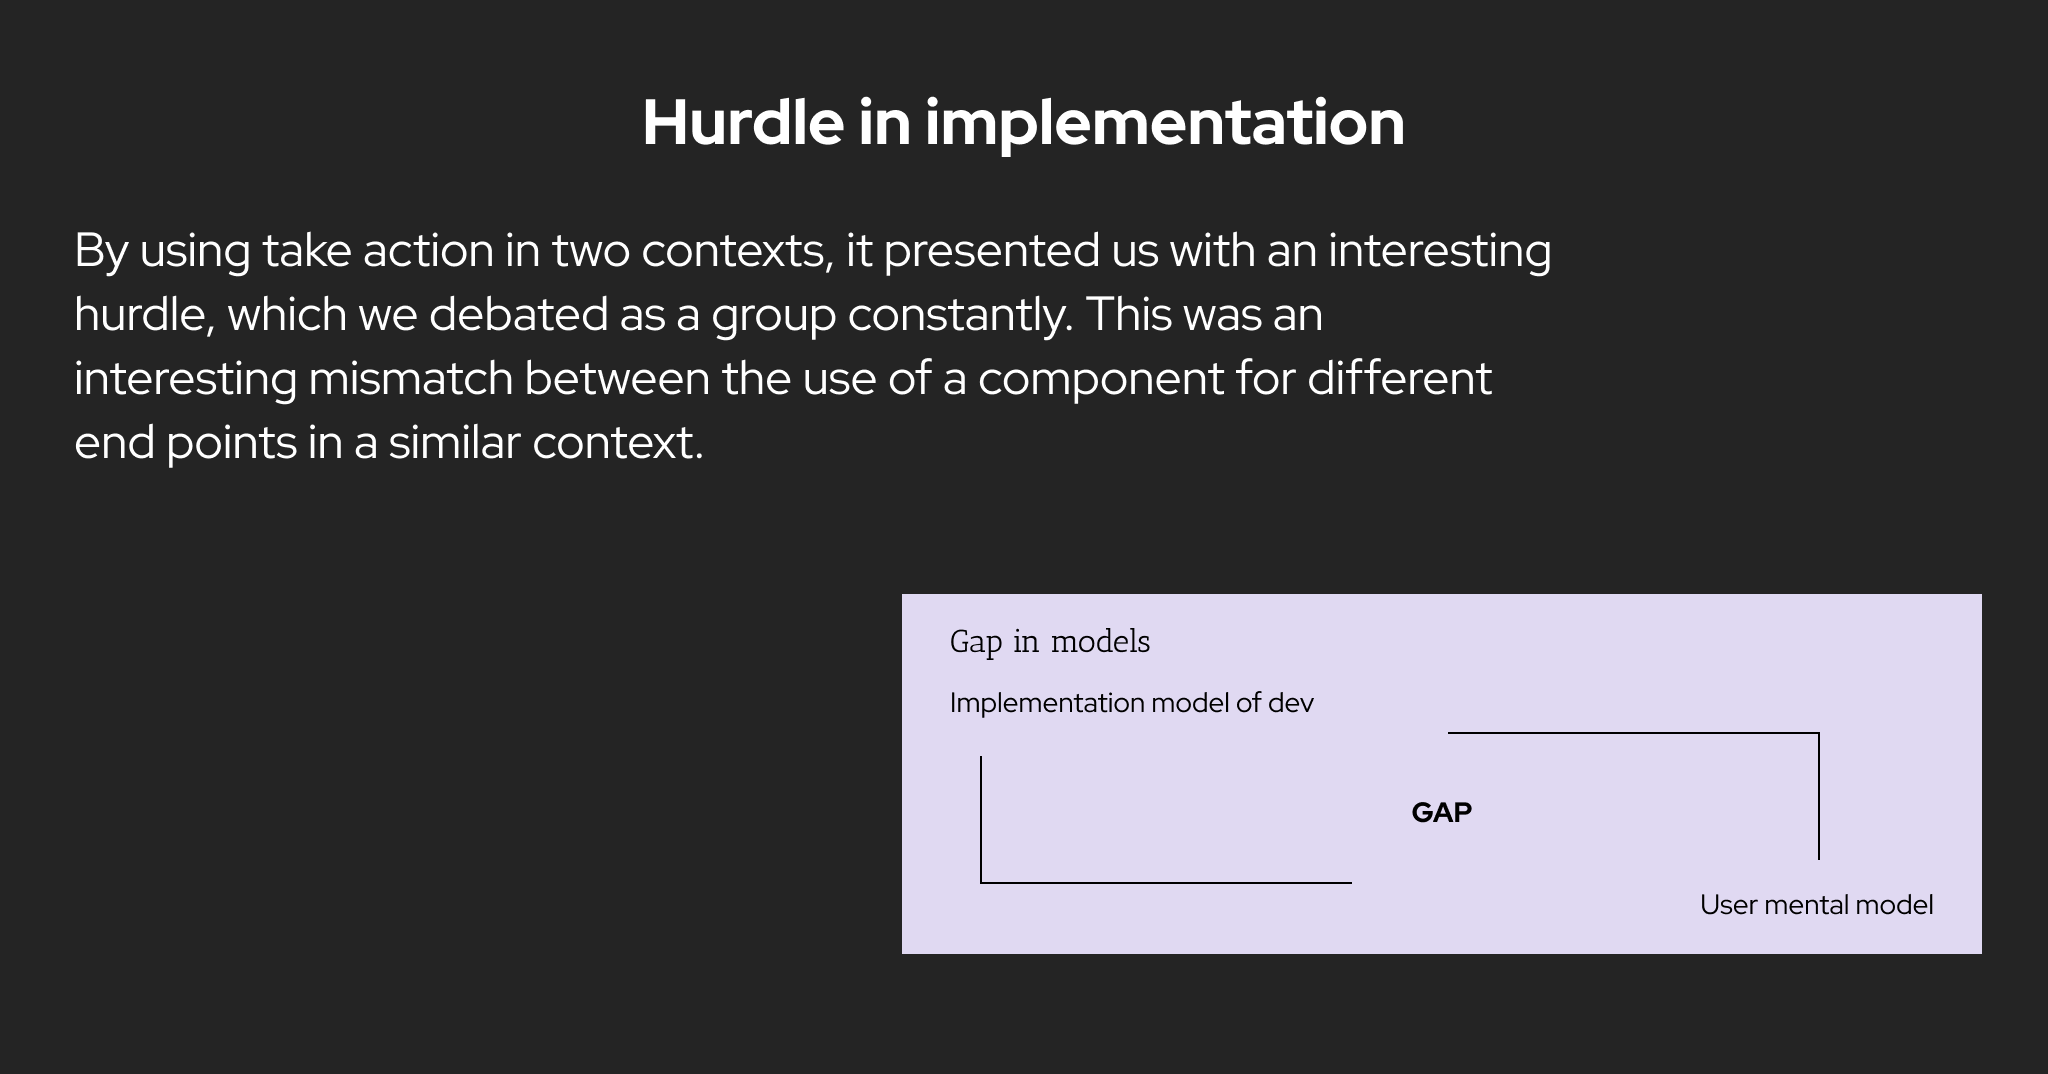 Hurdle in implementation
By using take action in two contexts, it presented us with an interesting
hurdle, which we debated as a group constantly. This was an
interesting mismatch between the use of a component for different
end points in a similar context.
Gap in models
Implementation model of dev
GAP
User mental model